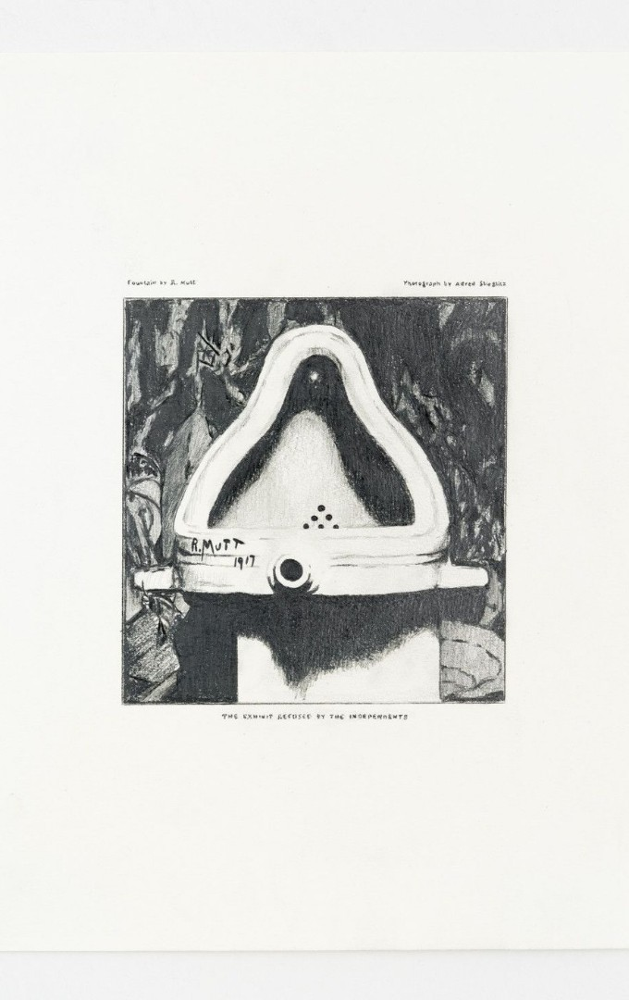 Fountain by R. Mutt
Photograph by Alfred Stieglitz
R. MUTT
1917
THE EXHIBIT REFUSED BY THE INDEPENDENTS